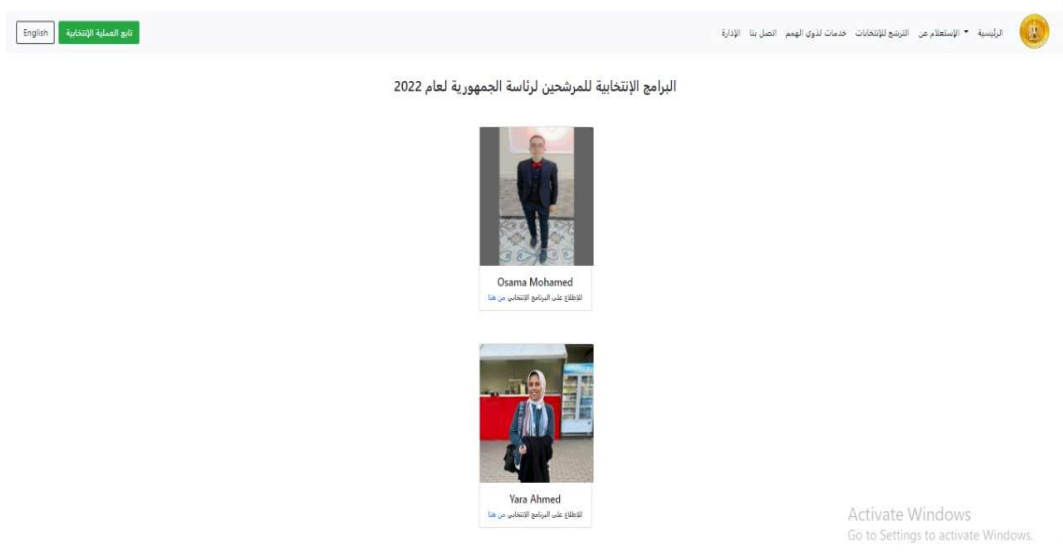 الرئيسية الإستعلام عن الترشح للإنتخابات خدمات لذوي الهمم اتصل بنا الإدارة
تابع العملية الإنتخابية
English
البرامج الإنتخابية للمرشحين لرئاسة الجمهورية لعام 2022
Osama Mohamed
للإطلاع على البرنامج الإنتخابي من هنا
Yara Ahmed
للإطلاع على البرنامج الإنتخابي من هنا
Activate Windows
Go to Settings to activate Windows.